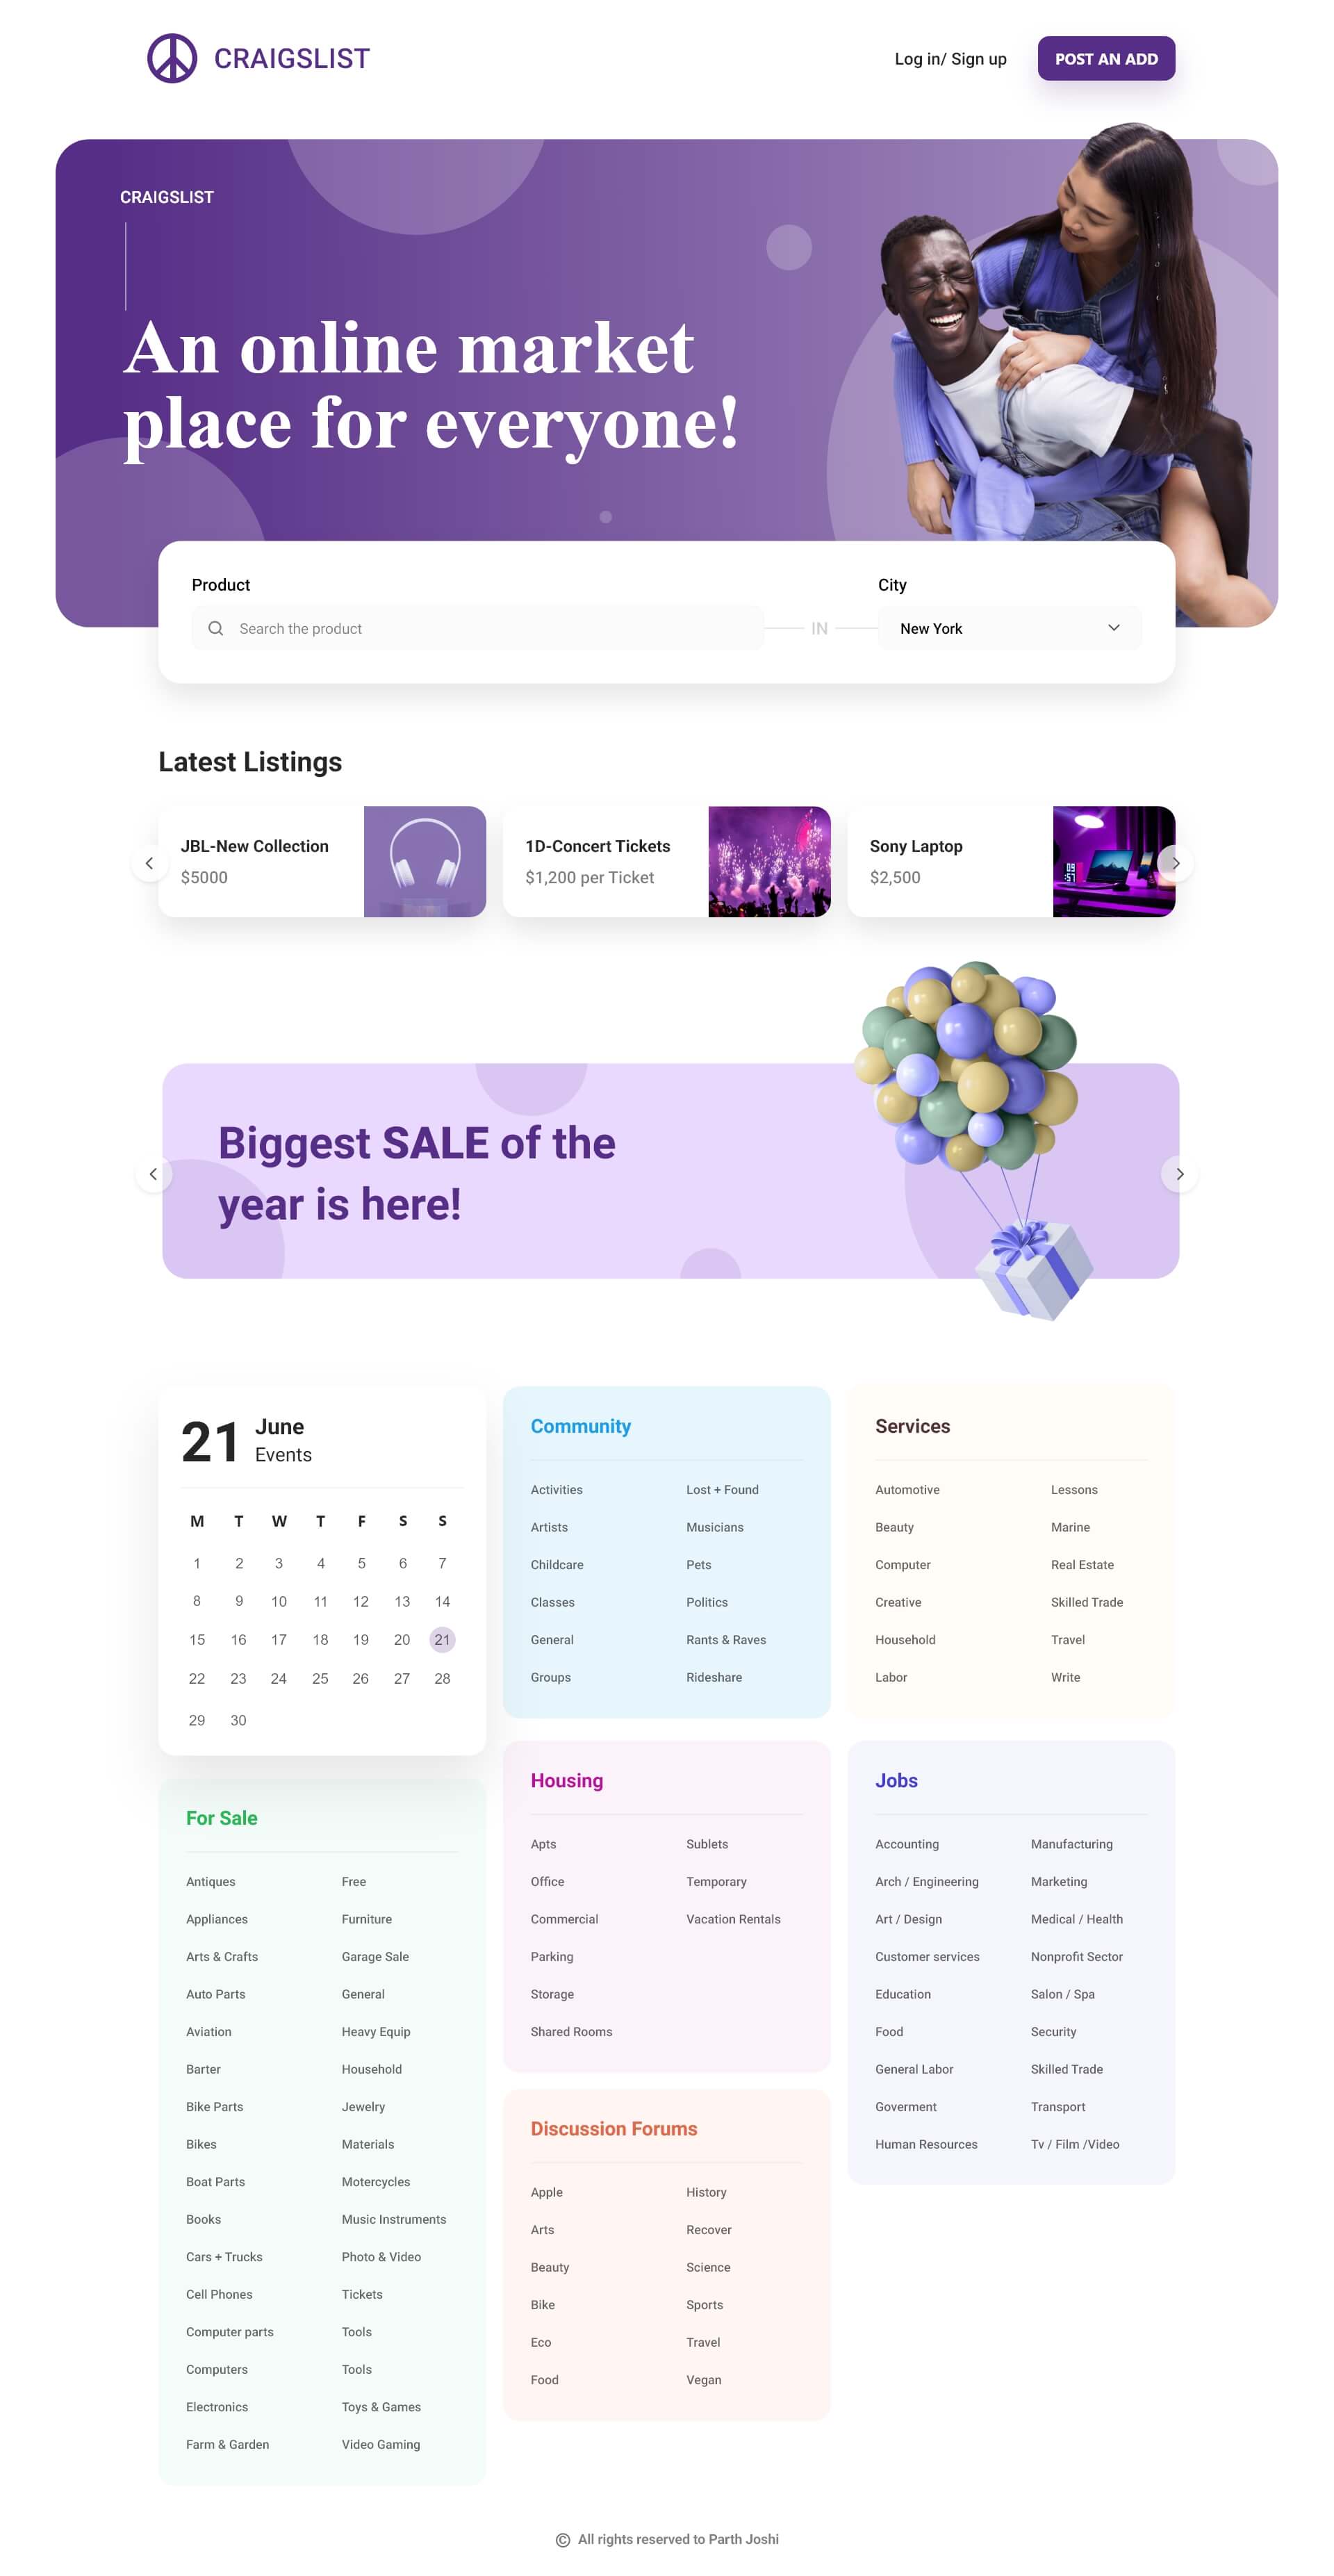 CRAIGSLIST
Log in/ Sign up
POST AN ADD
CRAIGSLIST
An online market
place for everyone!
Product
City
Search the product
IN
New York
Latest Listings
JBL-New Collection
$5000
1D-Concert Tickets
$1,200 per Ticket
Sony Laptop
$2,500
Biggest SALE of the
year is here!
21
June
Events
M T W T F S S
1 2 3 4 5 6 7
8 9 10 11 12 13 14
15 16 17 18 19 20 21
22 23 24 25 26 27 28
29 30
Community
Activities Lost + Found
Artists Musicians
Childcare Pets
Classes Politics
General Rants & Raves
Groups Rideshare
Services
Automotive Lessons
Beauty Marine
Computer Real Estate
Creative Skilled Trade
Household Travel
Labor Write
For Sale
Antiques Free
Appliances Furniture
Arts & Crafts Garage Sale
Auto Parts General
Aviation Heavy Equip
Barter Household
Bike Parts Jewelry
Bikes Materials
Boat Parts Motercycles
Books Music Instruments
Cars + Trucks Photo & Video
Cell Phones Tickets
Computer parts Tools
Computers Tools
Electronics Toys & Games
Farm & Garden Video Gaming
Housing
Apts Sublets
Office Temporary
Commercial Vacation Rentals
Parking
Storage
Shared Rooms
Discussion Forums
Apple History
Arts Recover
Beauty Science
Bike Sports
Eco Travel
Food Vegan
Jobs
Accounting Manufacturing
Arch / Engineering Marketing
Art / Design Medical / Health
Customer services Nonprofit Sector
Education Salon / Spa
Food Security
General Labor Skilled Trade
Goverment Transport
Human Resources Tv / Film /Video
© All rights reserved to Parth Joshi